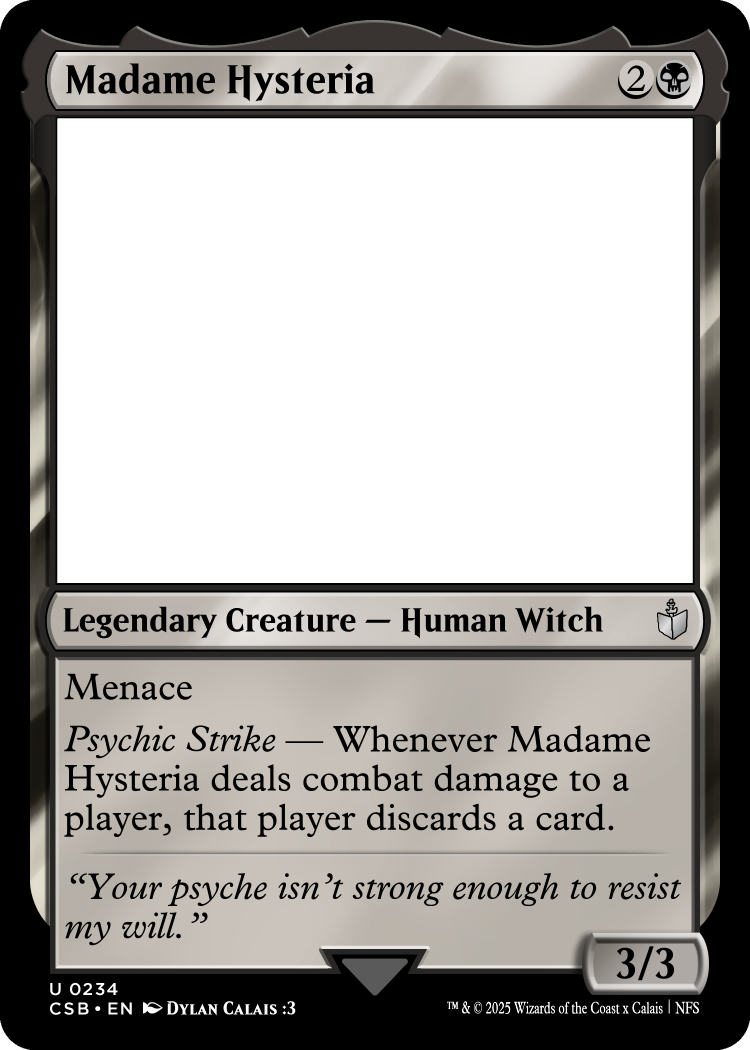 Madame Hysteria 2
Legendary Creature — Human Witch
Menace
Psychic Strike — Whenever Madame
Hysteria deals combat damage to a
player, that player discards a card.
“Your psyche isn’t strong enough to resist
my will.”
3/3
U 0234
CSB • EN Dylan Calais :3
™ & © 2025 Wizards of the Coast x Calais | NFS